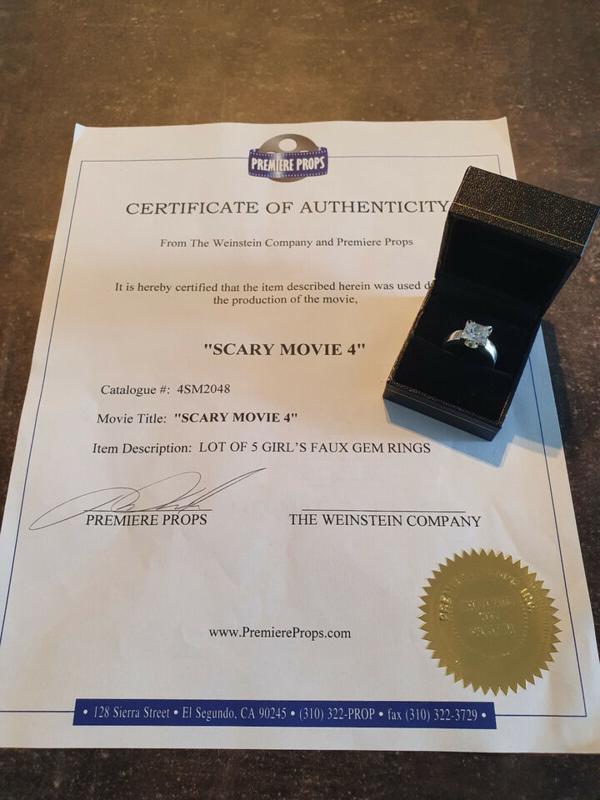 PREMIERE PROPS
CERTIFICATE OF AUTHENTICITY
From The Weinstein Company and Premiere Props
It is hereby certified that the item described herein was used
the production of the movie,
"SCARY MOVIE 4"
Catalogue #: 4SM2048
Movie Title: "SCARY MOVIE 4"
Item Description: LOT OF 5 GIRL'S FAUX GEM RINGS
PREMIERE PROPS
THE WEINSTEIN COMPANY
www.PremiereProps.com
• 128 Sierra Street • El Segundo, CA 90245 • (310) 322-PROP • fax (310) 322-3729 •